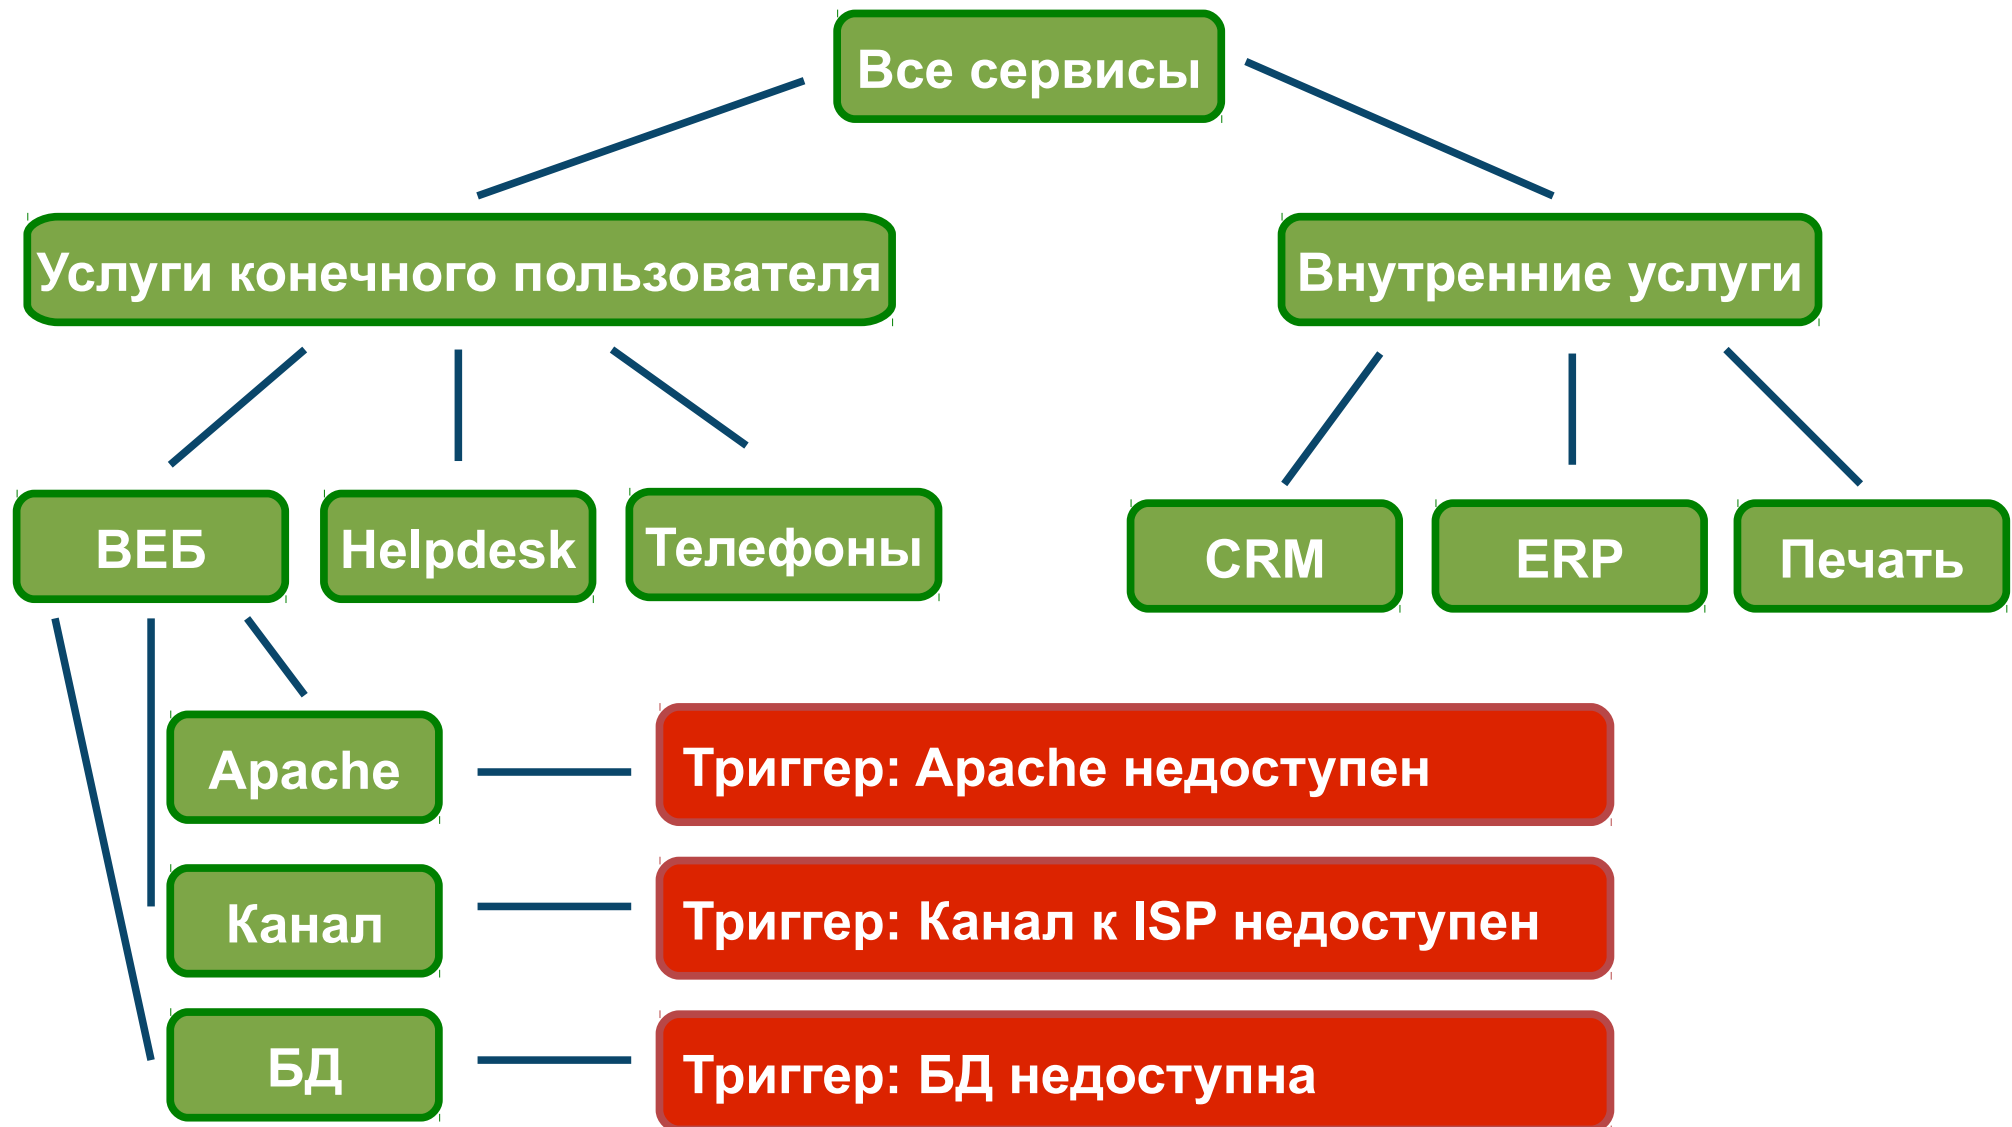 Все сервисы
Услуги конечного пользователя
Внутренние услуги
ВЕБ
Helpdesk
Телефоны
CRM
ERP
Печать
Apache
Триггер: Apache недоступен
Канал
Триггер: Канал к ISP недоступен
БД
Триггер: БД недоступна